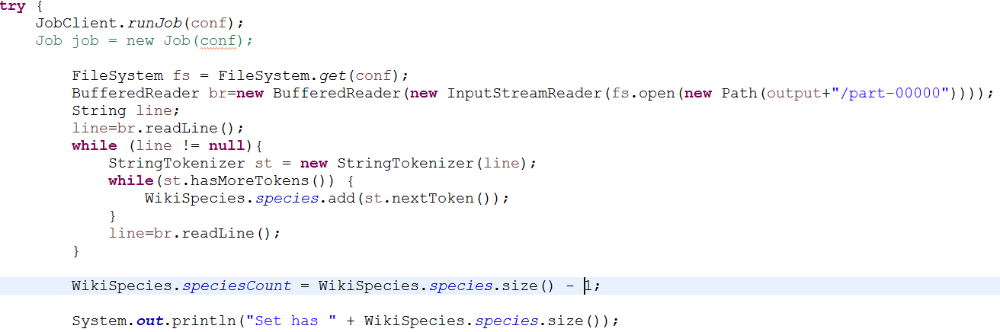 try {
    JobClient.runJob(conf);
    Job job = new Job(conf);
        FileSystem fs = FileSystem.get(conf);
        BufferedReader br=new BufferedReader(new InputStreamReader(fs.open(new Path(output+"/part-00000"))));
        String line;
        line=br.readLine();
        while (line != null){
            StringTokenizer st = new StringTokenizer(line);
            while(st.hasMoreTokens()) {
                WikiSpecies.species.add(st.nextToken());
            }
            line=br.readLine();
        }
        WikiSpecies.speciesCount = WikiSpecies.species.size() - 1;
        System.out.println("Set has " + WikiSpecies.species.size());